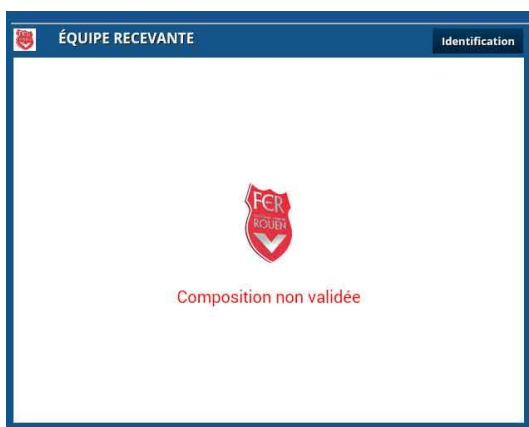 ÉQUIPE RECEVANTE
Identification
FCR
ROUEN
Composition non validée